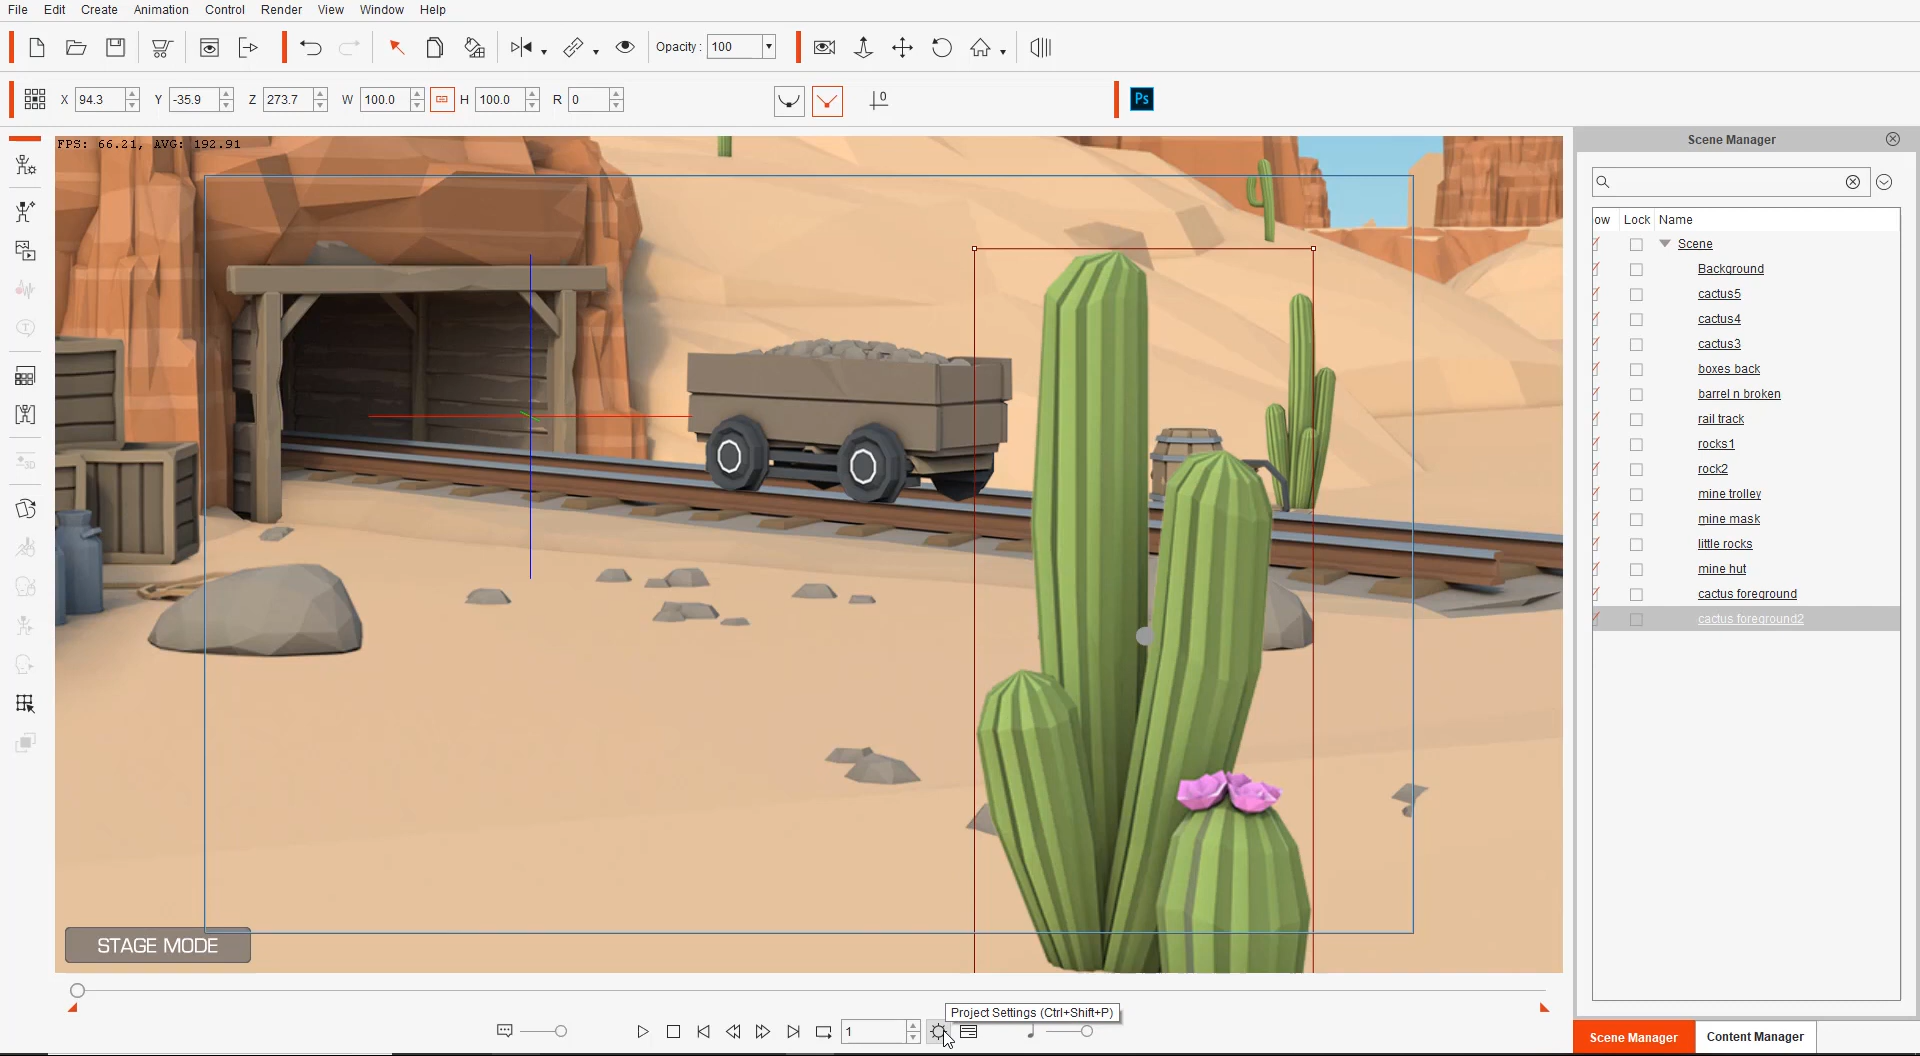 File Edit Create Animation Control Render View Window Help
Opacity : 100
X 94.3 Y -35.9 Z 273.7 W 100.0 H 100.0 R 0 0 Ps
FPS: 66.21, AVG: 192.91
Scene Manager
ow Lock Name
Scene
Background
cactus5
cactus4
cactus3
boxes back
barrel n broken
rail track
rocks1
rock2
mine trolley
mine mask
little rocks
mine hut
cactus foreground
cactus foreground2
STAGE MODE
Project Settings (Ctrl+Shift+P)
1
Scene Manager Content Manager